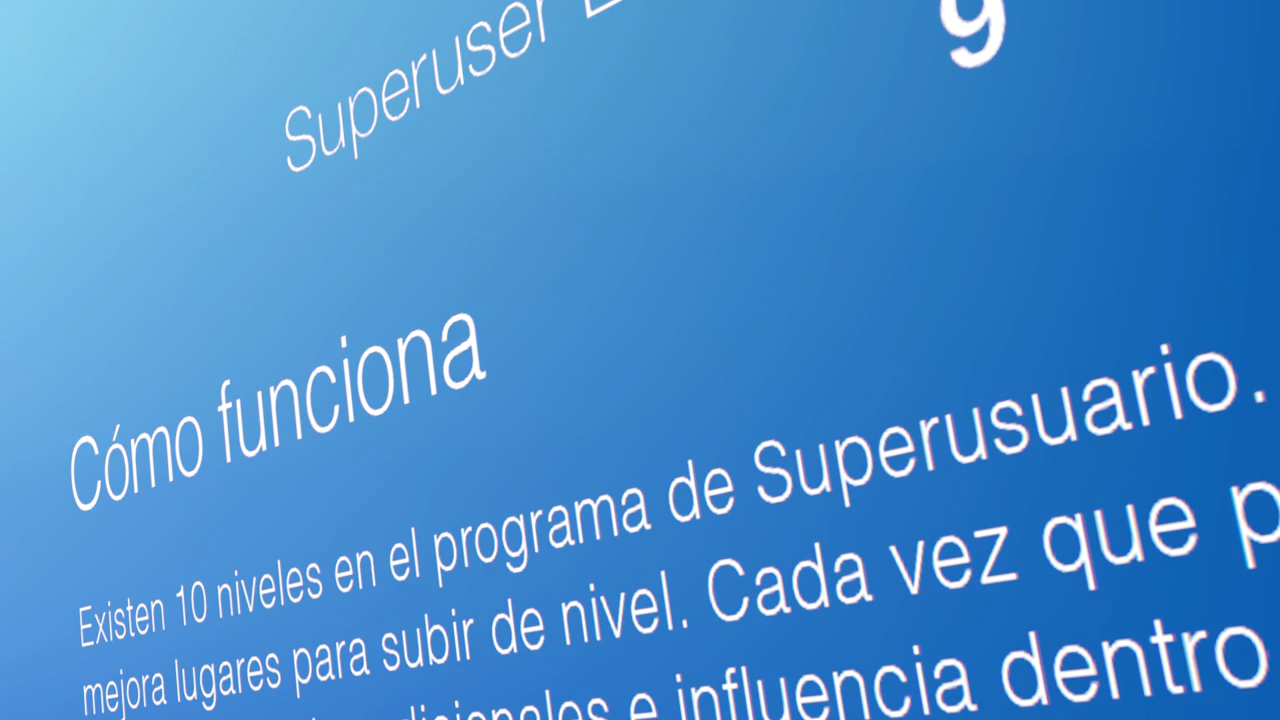 Superuser
9
Cómo funciona
Existen 10 niveles en el programa de Superusuario.
mejora lugares para subir de nivel. Cada vez que p
e influencia dentro